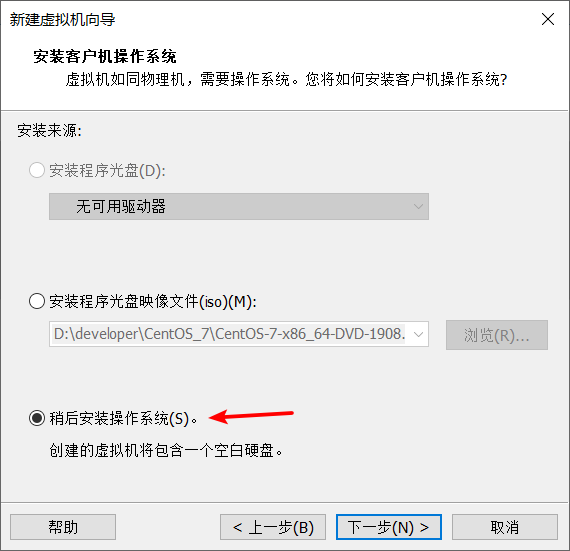 新建虚拟机向导
安装客户机操作系统
虚拟机如同物理机，需要操作系统。您将如何安装客户机操作系统?
安装来源:
安装程序光盘(D):
无可用驱动器
安装程序光盘映像文件(iso)(M):
D:\developer\CentOS_7\CentOS-7-x86_64-DVD-1908.
浏览(R)...
稍后安装操作系统(S)。
创建的虚拟机将包含一个空白硬盘。
帮助
< 上一步(B)
下一步(N) >
取消